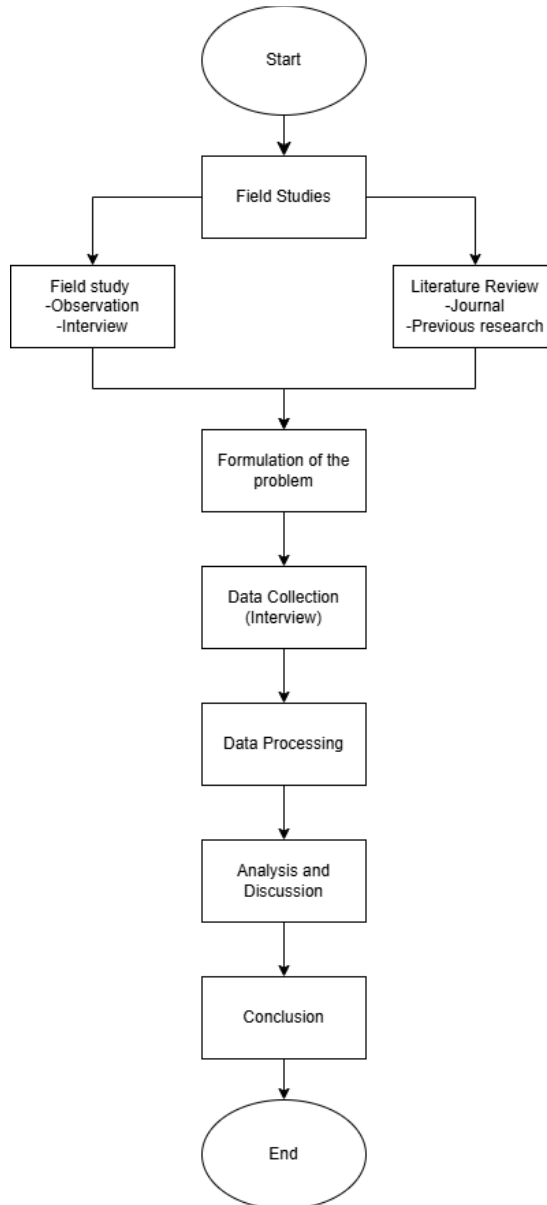 Start
Field Studies
Field study
-Observation
-Interview
Literature Review
-Journal
-Previous research
Formulation of the
problem
Data Collection
(Interview)
Data Processing
Analysis and
Discussion
Conclusion
End